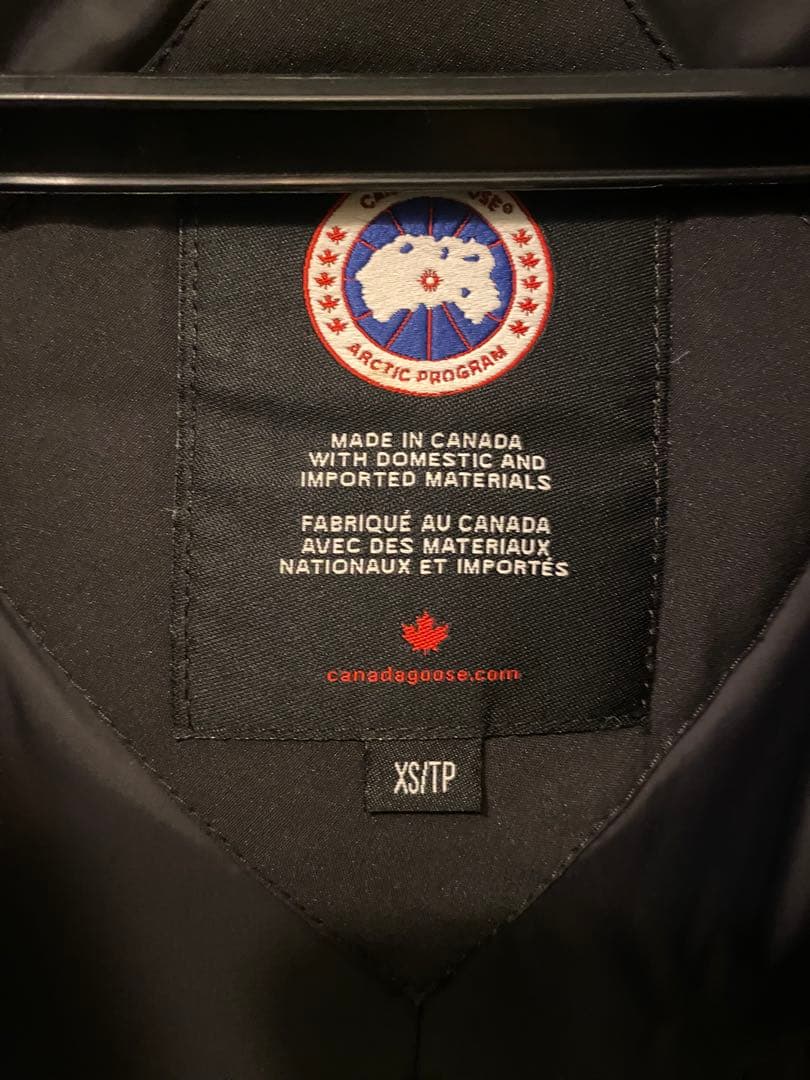 ARCTIC PROGRAM
MADE IN CANADA
WITH DOMESTIC AND
IMPORTED MATERIALS
FABRIQUÉ AU CANADA
AVEC DES MATERIAUX
NATIONAUX ET IMPORTÉS
canadagoose.com
XS/TP